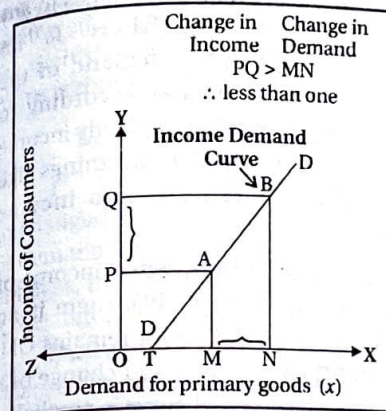 Change in Change in
Income Demand
PQ > MN
∴ less than one
Y
Income Demand
Curve
D
Q
B
Income of Consumers
P
A
D
Z
O
T
M
N
X
Demand for primary goods (x)